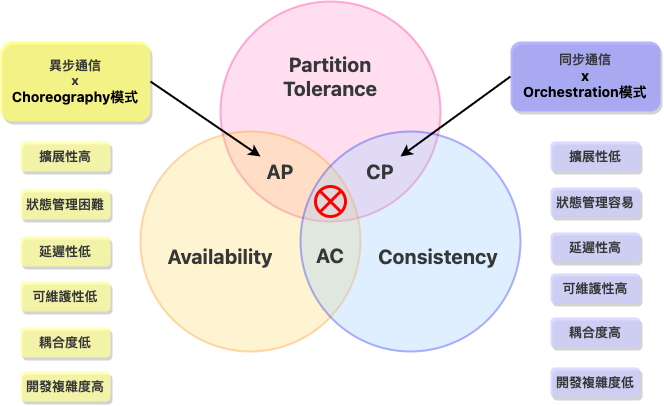 異步通信
x
Choreography模式
擴展性高
狀態管理困難
延遲性低
可維護性低
耦合度低
開發複雜度高
Partition
Tolerance
AP
CP
Availability
AC
Consistency
同步通信
x
Orchestration模式
擴展性低
狀態管理容易
延遲性高
可維護性高
耦合度高
開發複雜度低